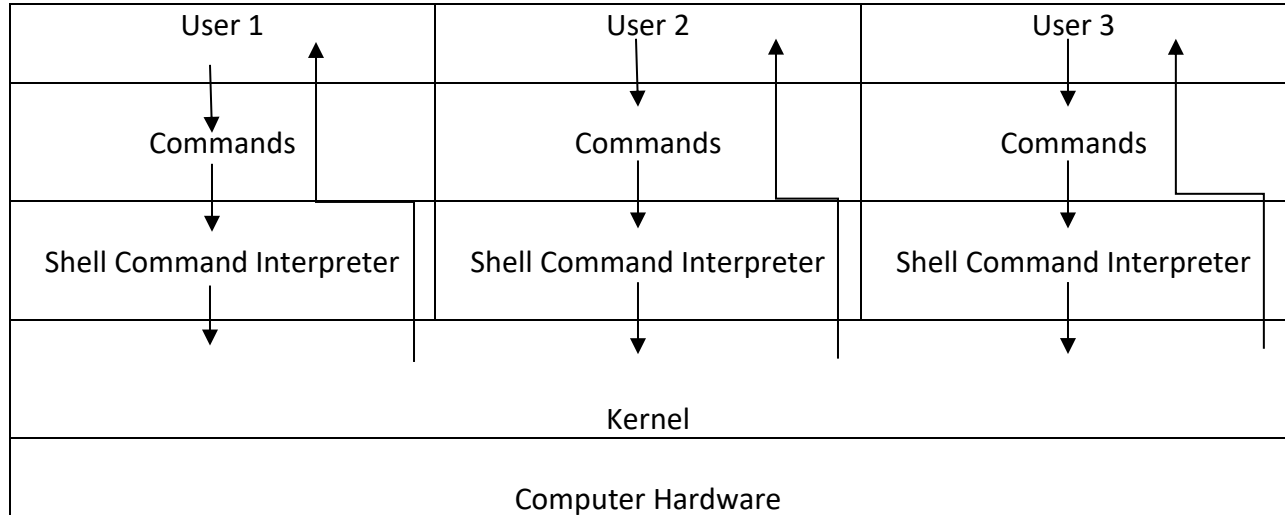 User 1 User 2 User 3
Commands Commands Commands
Shell Command Interpreter Shell Command Interpreter Shell Command Interpreter
Kernel
Computer Hardware